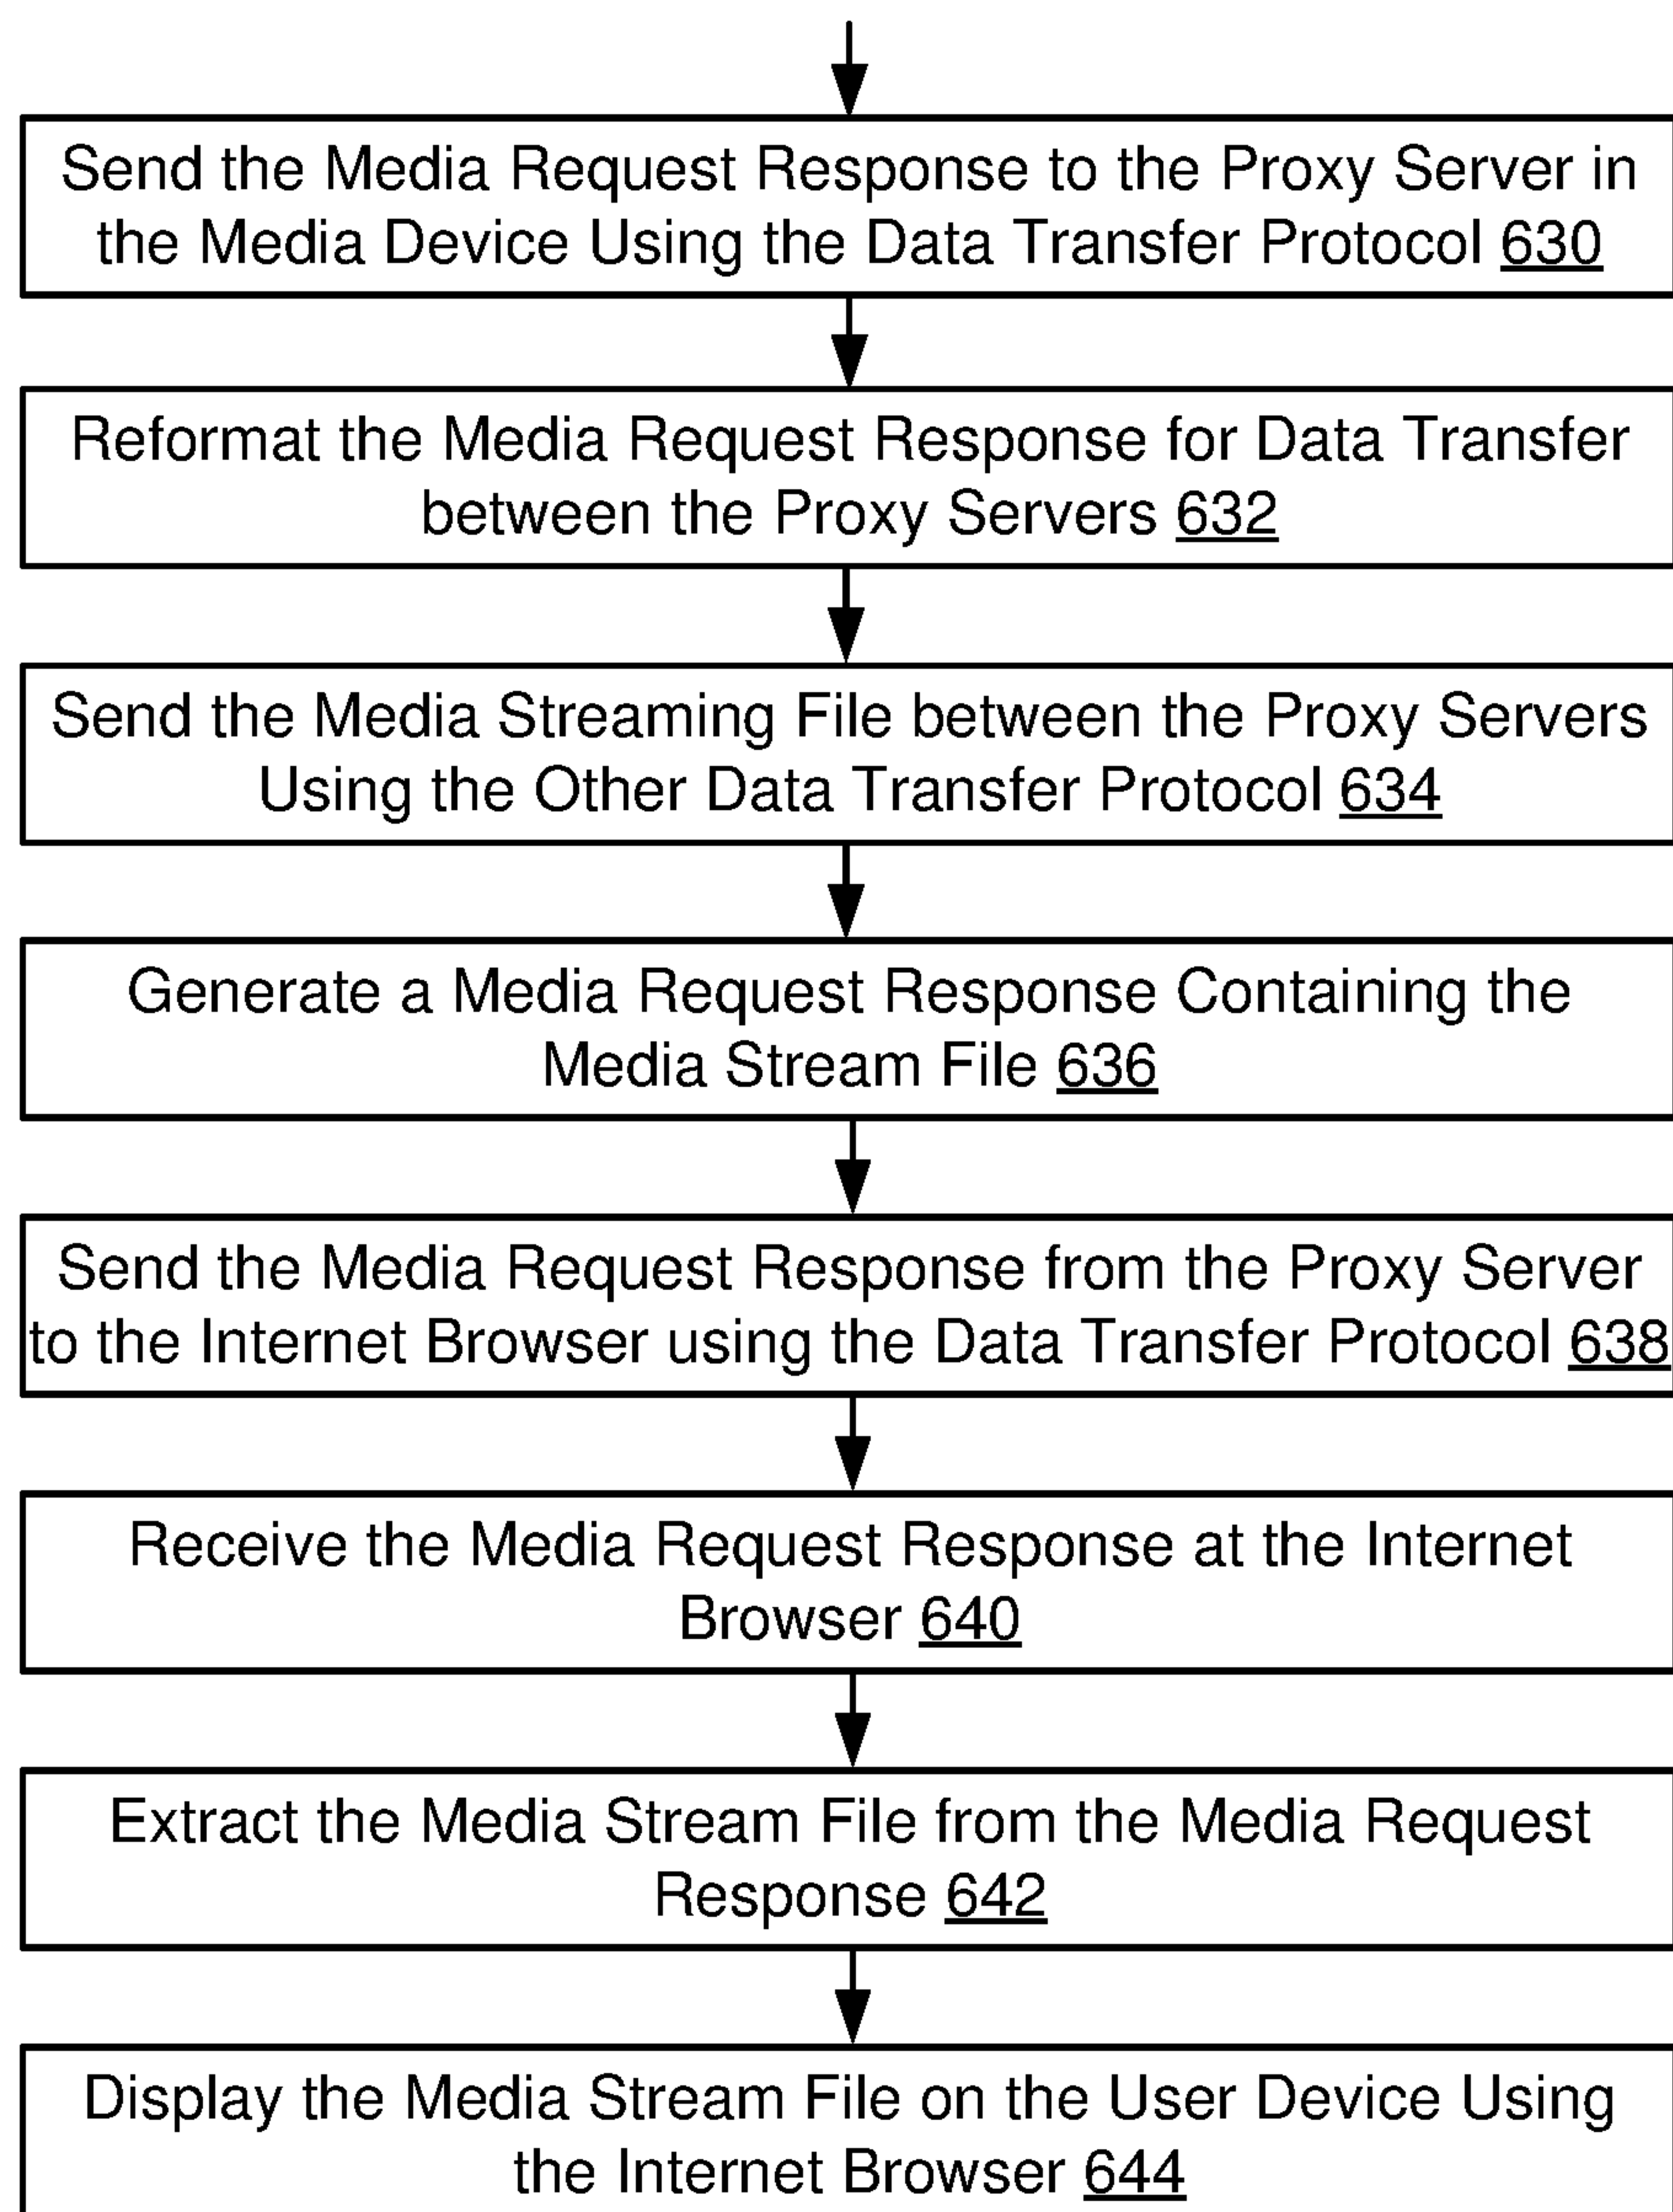 Send the Media Request Response to the Proxy Server in
the Media Device Using the Data Transfer Protocol 630
Reformat the Media Request Response for Data Transfer
between the Proxy Servers 632
Send the Media Streaming File between the Proxy Servers
Using the Other Data Transfer Protocol 634
Generate a Media Request Response Containing the
Media Stream File 636
Send the Media Request Response from the Proxy Server
to the Internet Browser using the Data Transfer Protocol 638
Receive the Media Request Response at the Internet
Browser 640
Extract the Media Stream File from the Media Request
Response 642
Display the Media Stream File on the User Device Using
the Internet Browser 644